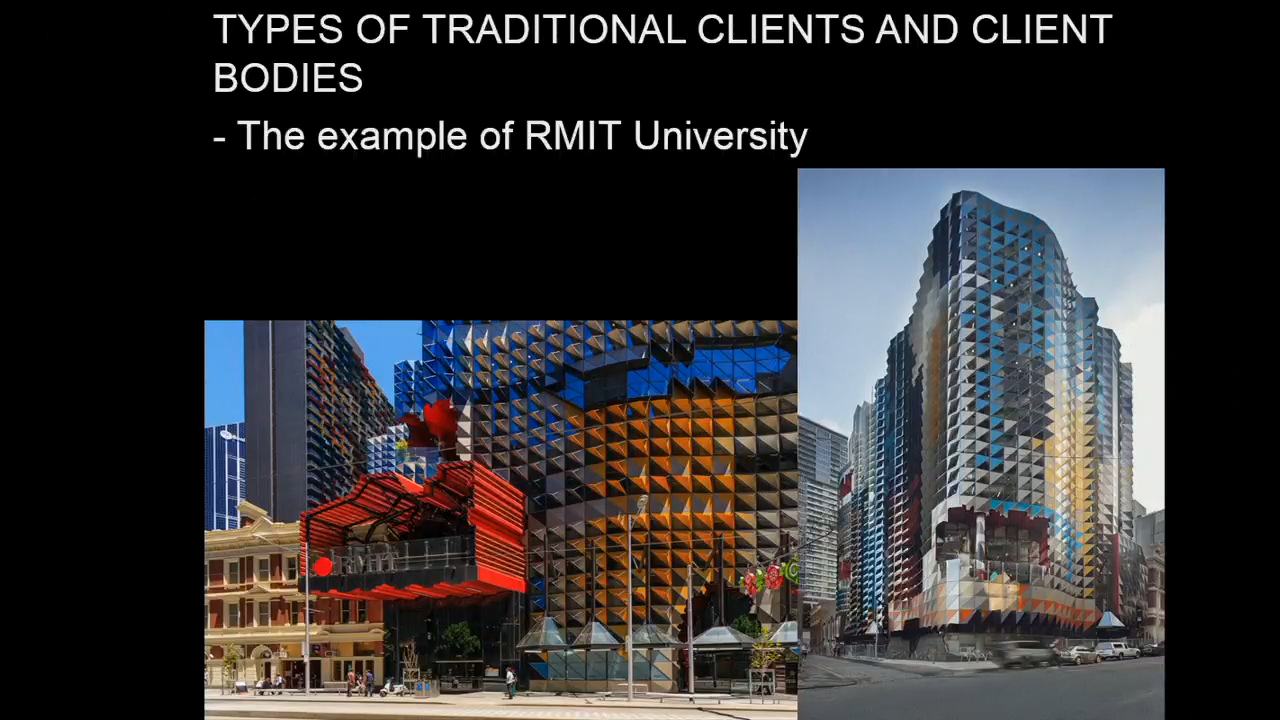 TYPES OF TRADITIONAL CLIENTS AND CLIENT
BODIES
- The example of RMIT University